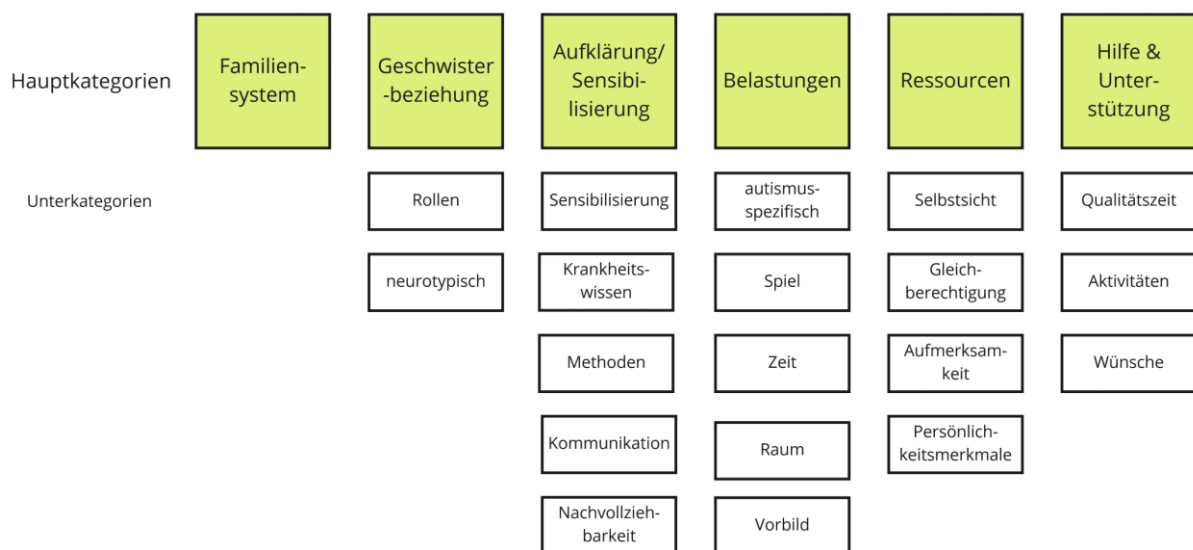 Hauptkategorien
Familien-
system
Geschwister
-beziehung
Aufklärung/
Sensibi-
lisierung
Belastungen
Ressourcen
Hilfe &
Unter-
stützung
Unterkategorien
Rollen
Sensibilisierung
autismus-
spezifisch
Selbstsicht
Qualitätszeit
neurotypisch
Krankheits-
wissen
Spiel
Gleich-
berechtigung
Aktivitäten
Methoden
Zeit
Aufmerksam-
keit
Wünsche
Kommunikation
Raum
Persönlich-
keitsmerkmale
Nachvollzieh-
barkeit
Vorbild